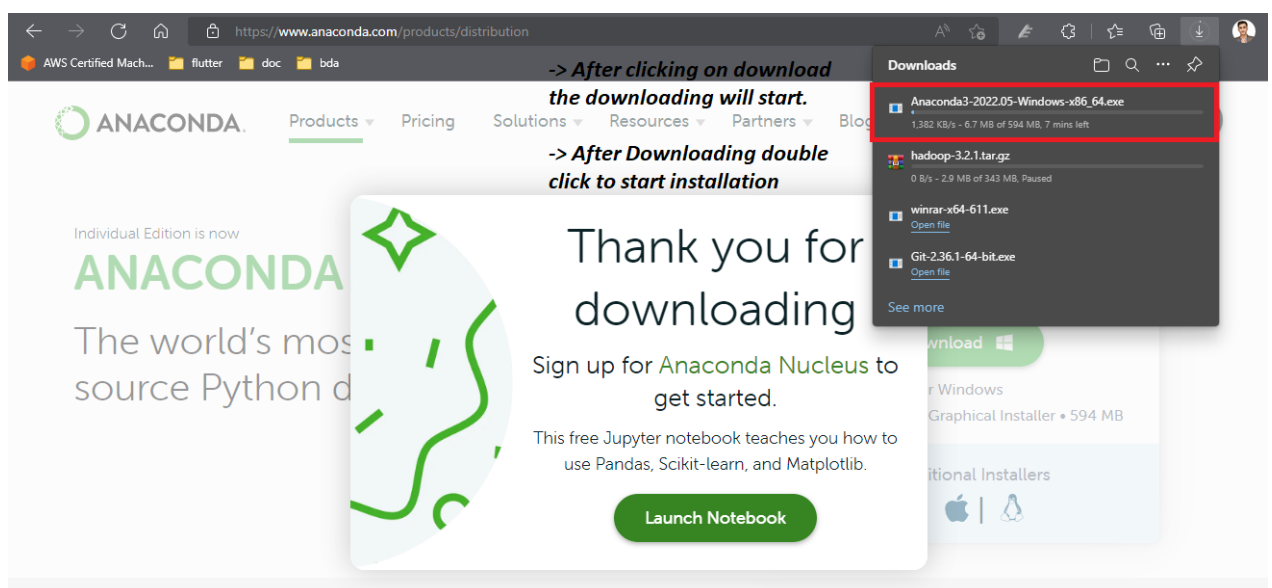 https://www.anaconda.com/products/distribution
AWS Certified Mach...
flutter
doc
bda
-> After clicking on download
the downloading will start.
-> After Downloading double
click to start installation
Downloads
Anaconda3-2022.05-Windows-x86_64.exe
1,382 KB/s - 6.7 MB of 594 MB, 7 mins left
hadoop-3.2.1.tar.gz
0 B/s - 2.9 MB of 343 MB, Paused
winrar-x64-611.exe
Open file
Git-2.36.1-64-bit.exe
Open file
See more
ANACONDA.
Products
Pricing
Solutions
Resources
Partners
Blog
Individual Edition is now
ANACONDA
The world's mos
source Python d
Thank you for
downloading
Sign up for Anaconda Nucleus to
get started.
This free Jupyter notebook teaches you how to
use Pandas, Scikit-learn, and Matplotlib.
Launch Notebook
wnload
r Windows
Graphical Installer • 594 MB
itional Installers
|